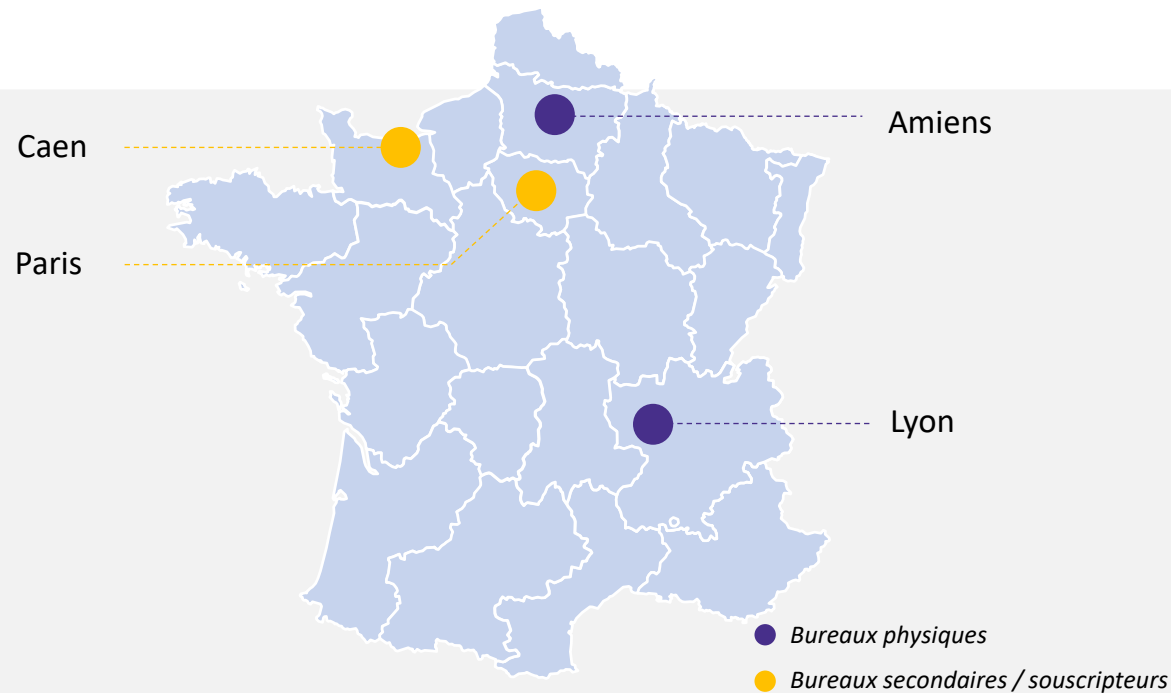 Amiens
Caen
Paris
Lyon
Bureaux physiques
Bureaux secondaires / souscripteurs